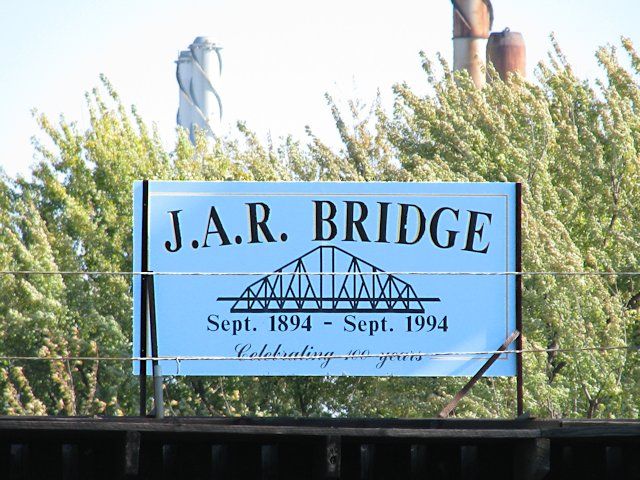 J.A.R. BRIDGE
Sept. 1894 - Sept. 1994
Celebrating 100 years